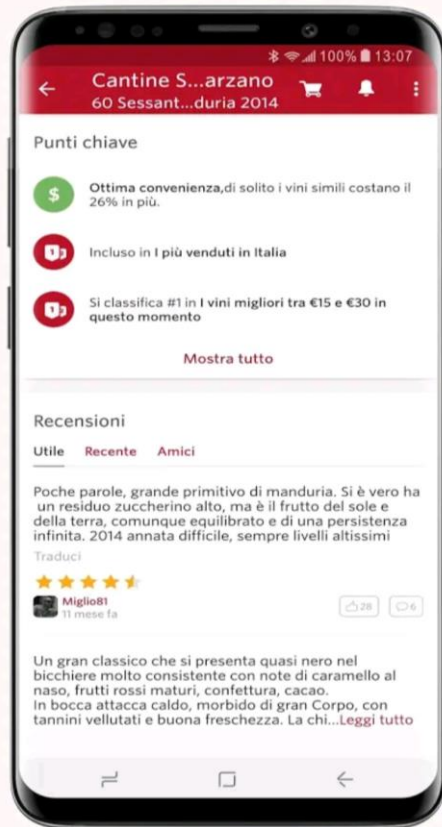 100% 13:07
Cantine S...arzano
60 Sessant...duria 2014
Punti chiave
$
Ottima convenienza,di solito i vini simili costano il
26% in più.
1
Incluso in I più venduti in Italia
1
Si classifica #1 in I vini migliori tra €15 e €30 in
questo momento
Mostra tutto
Recensioni
Utile Recente Amici
Poche parole, grande primitivo di manduria. Si è vero ha
un residuo zuccherino alto, ma è il frutto del sole e
della terra, comunque equilibrato e di una persistenza
infinita. 2014 annata difficile, sempre livelli altissimi
Traduci
Miglio81
11 mese fa
28 6
Un gran classico che si presenta quasi nero nel
bicchiere molto consistente con note di caramello al
naso, frutti rossi maturi, confettura, cacao.
In bocca attacca caldo, morbido di gran Corpo, con
tannini vellutati e buona freschezza. La chi...Leggi tutto